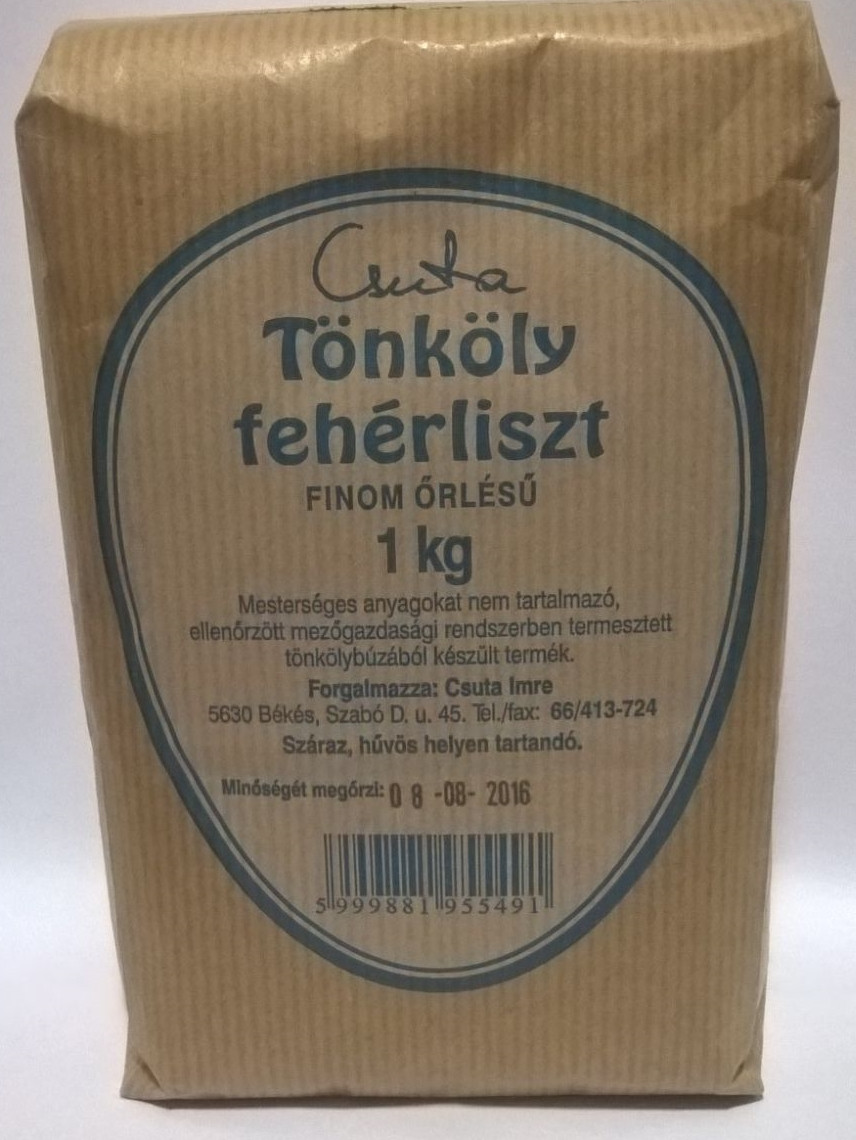 Csuta
Tönköly
fehérliszt
FINOM ŐRLÉSŰ
1 kg
Mesterséges anyagokat nem tartalmazó,
ellenőrzött mezőgazdasági rendszerben termesztett
tönkölybúzából készült termék.
Forgalmazza: Csuta Imre
5630 Békés, Szabó D. u. 45. Tel./fax: 66/413-724
Száraz, hűvös helyen tartandó.
Minőségét megőrzi: 08 -08- 2016
5 999881 955491